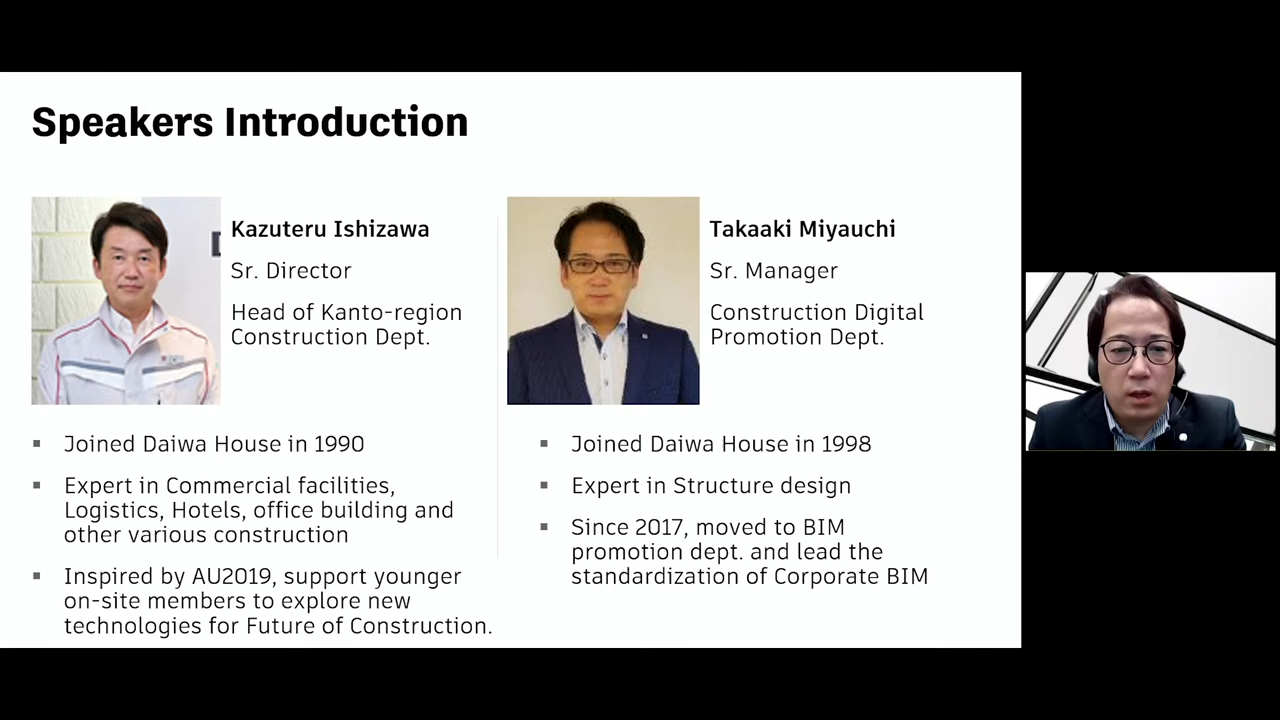 Speakers Introduction
Kazuteru Ishizawa
Sr. Director
Head of Kanto-region
Construction Dept.
▪ Joined Daiwa House in 1990
▪ Expert in Commercial facilities,
Logistics, Hotels, office building and
other various construction
▪ Inspired by AU2019, support younger
on-site members to explore new
technologies for Future of Construction.
Takaaki Miyauchi
Sr. Manager
Construction Digital
Promotion Dept.
▪ Joined Daiwa House in 1998
▪ Expert in Structure design
▪ Since 2017, moved to BIM
promotion dept. and lead the
standardization of Corporate BIM